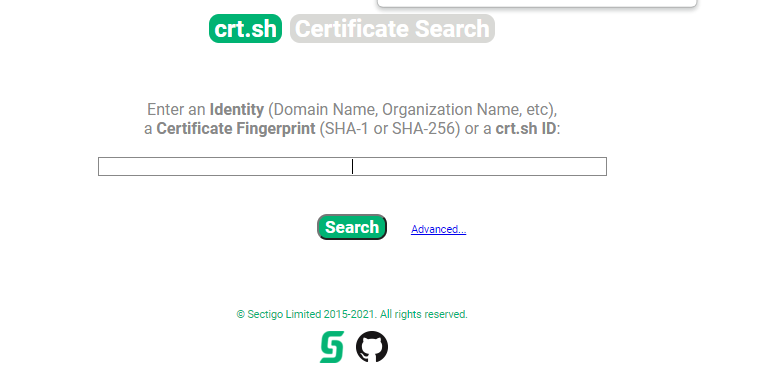 crt.sh Certificate Search
Enter an Identity (Domain Name, Organization Name, etc),
a Certificate Fingerprint (SHA-1 or SHA-256) or a crt.sh ID:
Search Advanced...
© Sectigo Limited 2015-2021. All rights reserved.